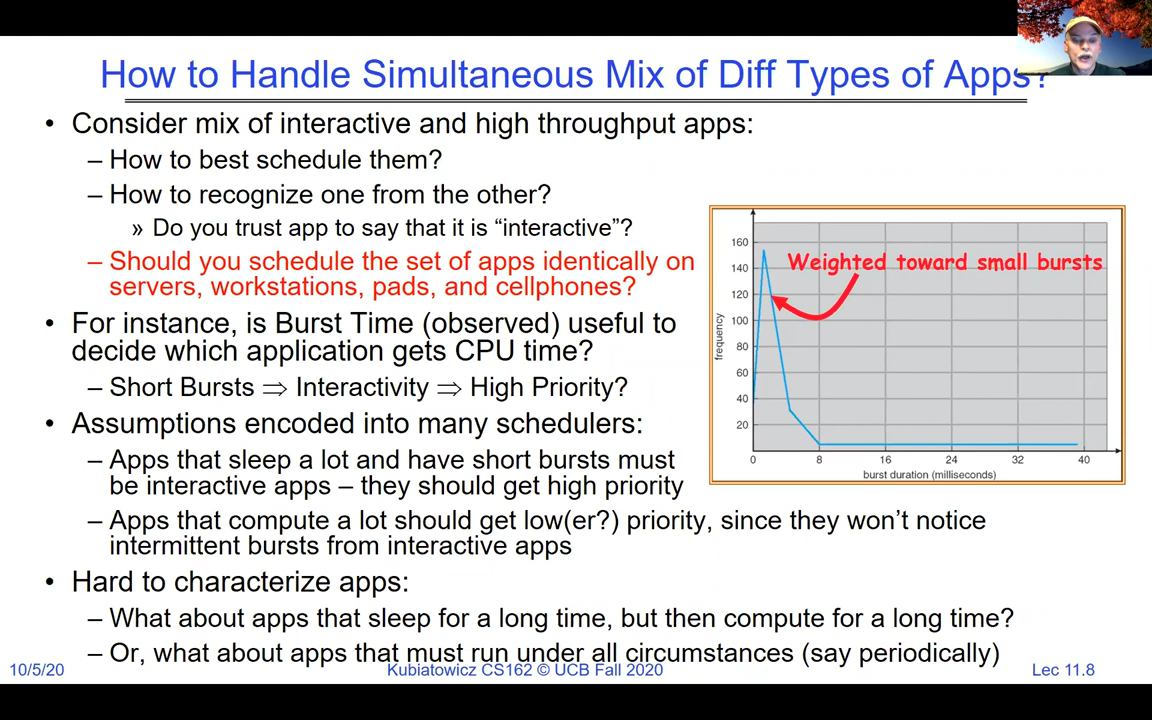 How to Handle Simultaneous Mix of Diff Types of Apps?
• Consider mix of interactive and high throughput apps:
– How to best schedule them?
– How to recognize one from the other?
» Do you trust app to say that it is “interactive”?
– Should you schedule the set of apps identically on
servers, workstations, pads, and cellphones?
• For instance, is Burst Time (observed) useful to
decide which application gets CPU time?
– Short Bursts ⇒ Interactivity ⇒ High Priority?
• Assumptions encoded into many schedulers:
– Apps that sleep a lot and have short bursts must
be interactive apps – they should get high priority
– Apps that compute a lot should get low(er?) priority, since they won’t notice
intermittent bursts from interactive apps
• Hard to characterize apps:
– What about apps that sleep for a long time, but then compute for a long time?
– Or, what about apps that must run under all circumstances (say periodically)
Weighted toward small bursts
frequency
160
140
120
100
80
60
40
20
0 8 16 24 32 40
burst duration (milliseconds)
10/5/20 Kubiatowicz CS162 © UCB Fall 2020 Lec 11.8